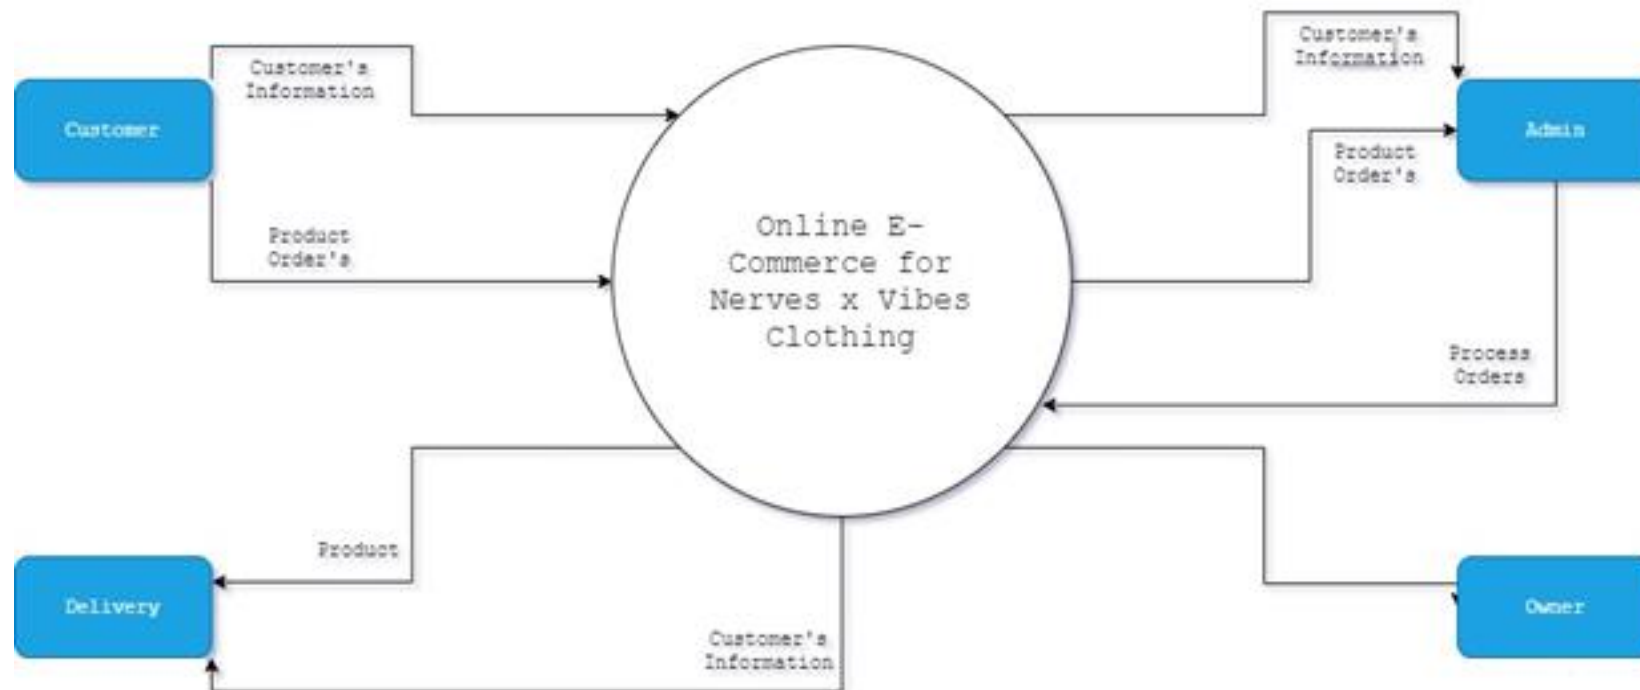 Customer's
Information
Customer
Product
Order's
Online E-
Commerce for
Nerves x Vibes
Clothing
Customer's
Information
Admin
Product
Order's
Process
Orders
Product
Delivery
Customer's
Information
Owner